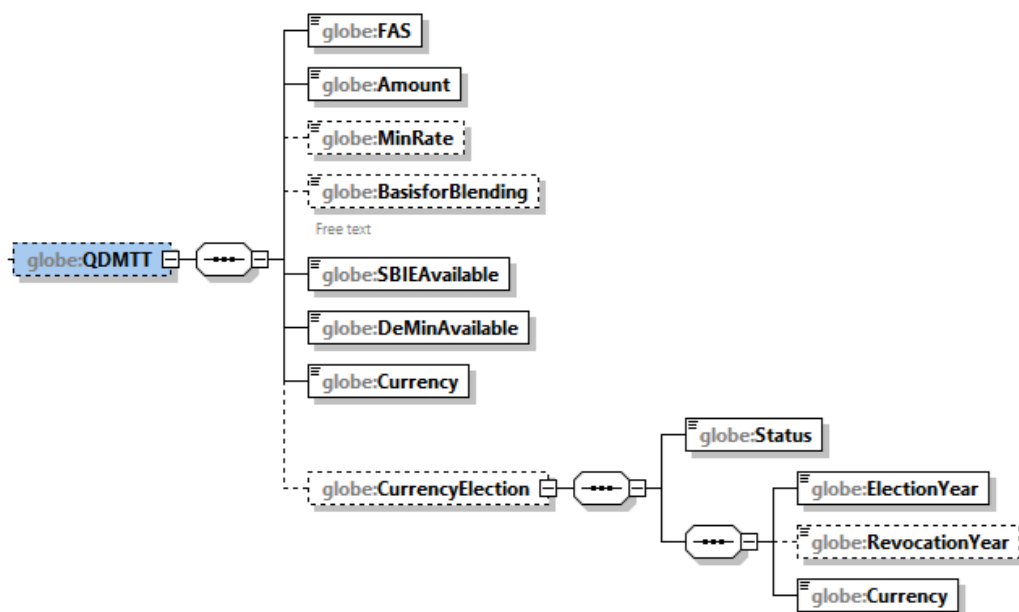 globe:FAS
globe:Amount
globe:MinRate
globe:BasisforBlending
Free text
globe:QDMTT
globe:SBIEAvailable
globe:DeMinAvailable
globe:Currency
globe:Status
globe:CurrencyElection
globe:ElectionYear
globe:RevocationYear
globe:Currency